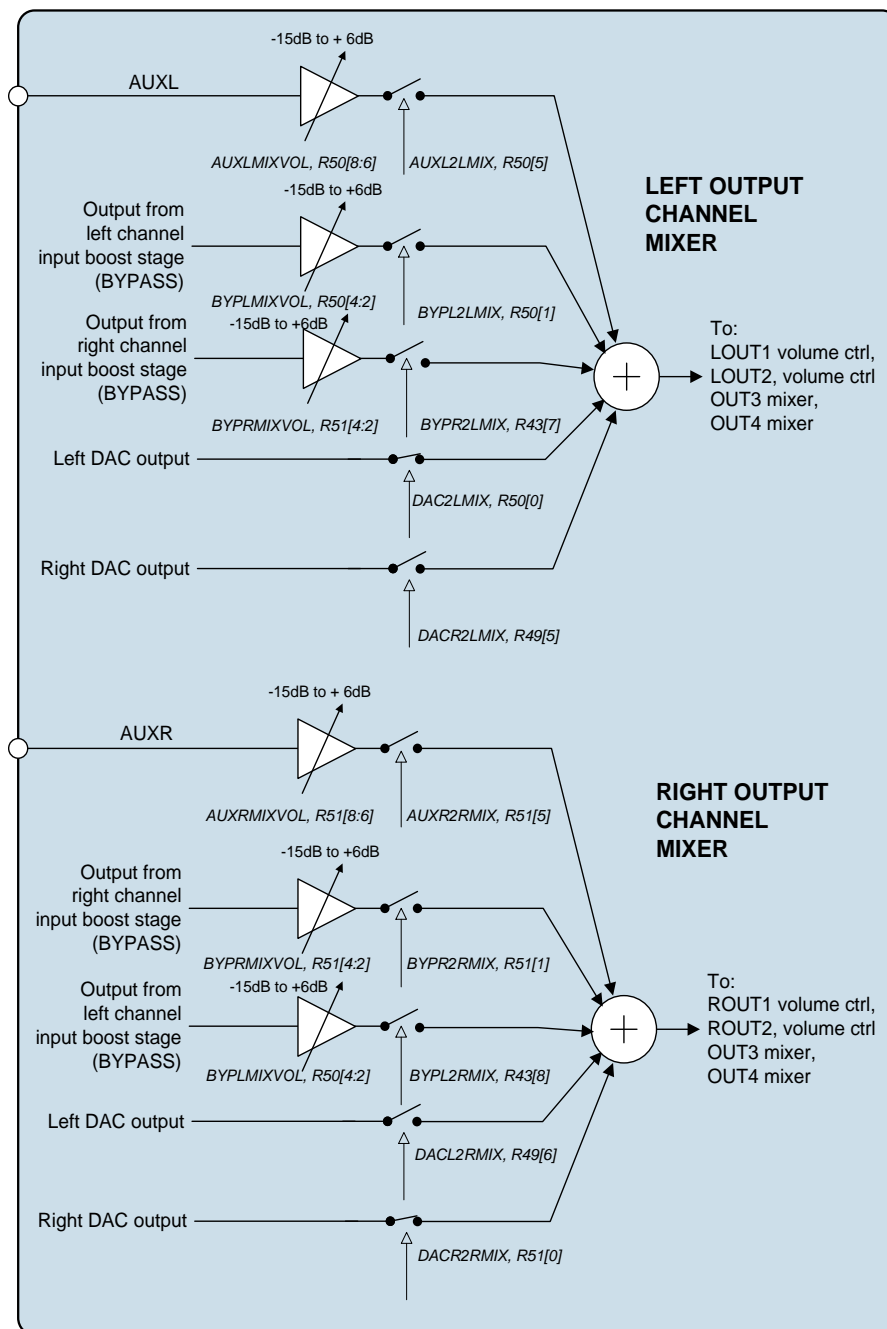 -15dB to + 6dB
AUXL
AUXLMIXVOL, R50[8:6]
AUXL2LMIX, R50[5]
-15dB to +6dB
LEFT OUTPUT
CHANNEL
MIXER
Output from
left channel
input boost stage
(BYPASS)
BYPLMIXVOL, R50[4:2]
BYPL2LMIX, R50[1]
Output from
right channel
input boost stage
(BYPASS)
-15dB to +6dB
BYPRMIXVOL, R51[4:2]
BYPR2LMIX, R43[7]
To:
LOUT1 volume ctrl,
LOUT2, volume ctrl
OUT3 mixer,
OUT4 mixer
Left DAC output
DAC2LMIX, R50[0]
Right DAC output
DACR2LMIX, R49[5]
-15dB to + 6dB
AUXR
AUXRMIXVOL, R51[8:6]
AUXR2RMIX, R51[5]
RIGHT OUTPUT
CHANNEL
MIXER
-15dB to +6dB
Output from
right channel
input boost stage
(BYPASS)
BYPRMIXVOL, R51[4:2]
BYPR2RMIX, R51[1]
Output from
left channel
input boost stage
(BYPASS)
-15dB to +6dB
BYPLMIXVOL, R50[4:2]
BYPL2RMIX, R43[8]
To:
ROUT1 volume ctrl,
ROUT2, volume ctrl
OUT3 mixer,
OUT4 mixer
Left DAC output
DACL2RMIX, R49[6]
Right DAC output
DACR2RMIX, R51[0]